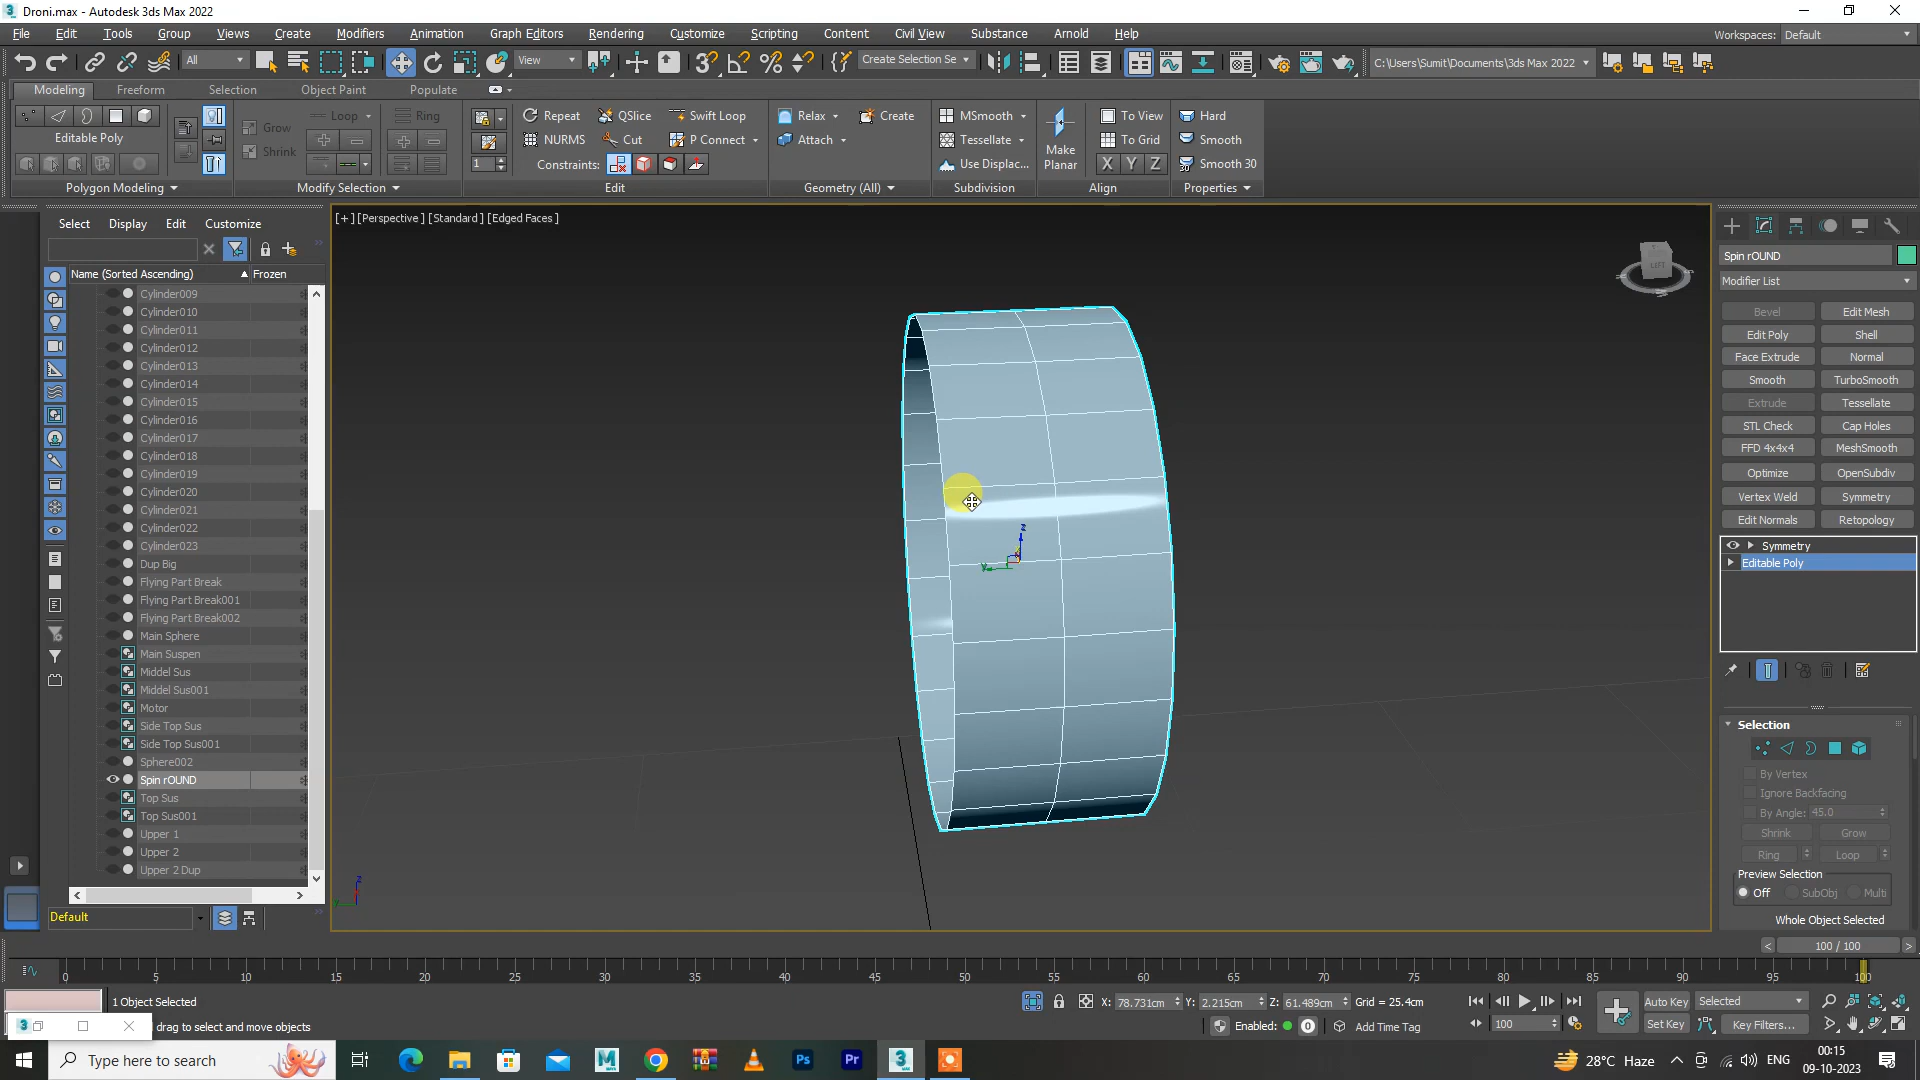 Droni.max - Autodesk 3ds Max 2022
File Edit Tools Group Views Create Modifiers Animation Graph Editors Rendering Customize Scripting Content Civil View Substance Arnold Help Workspaces: Default
All View Create Selection Se C:\Users\Sumit\Documents\3ds Max 2022
Modeling Freeform Selection Object Paint Populate
Editable Poly
Polygon Modeling
Grow Loop Ring
Shrink
Modify Selection
Repeat QSlice Swift Loop
NURMS Cut P Connect
1 Constraints:
Edit
Relax Create
Attach
Geometry (All)
MSmooth
Tessellate
Use Displac...
Subdivision
Make Planar
To View
To Grid
X Y Z
Align
Hard
Smooth
Smooth 30
Properties
Select Display Edit Customize
Name (Sorted Ascending) Frozen
Cylinder009
Cylinder010
Cylinder011
Cylinder012
Cylinder013
Cylinder014
Cylinder015
Cylinder016
Cylinder017
Cylinder018
Cylinder019
Cylinder020
Cylinder021
Cylinder022
Cylinder023
Dup Big
Flying Part Break
Flying Part Break001
Flying Part Break002
Main Sphere
Main Suspen
Middel Sus
Middel Sus001
Motor
Side Top Sus
Side Top Sus001
Sphere002
Spin rOUND
Top Sus
Top Sus001
Upper 1
Upper 2
Upper 2 Dup
Default
[+] [Perspective ] [Standard ] [Edged Faces ]
LEFT
z
y
z
Spin rOUND
Modifier List
Bevel Edit Mesh
Edit Poly Shell
Face Extrude Normal
Smooth TurboSmooth
Extrude Tessellate
STL Check Cap Holes
FFD 4x4x4 MeshSmooth
Optimize OpenSubdiv
Vertex Weld Symmetry
Edit Normals Retopology
Symmetry
Editable Poly
Selection
By Vertex
Ignore Backfacing
By Angle: 45.0
Shrink Grow
Ring Loop
Preview Selection
Off SubObj Multi
Whole Object Selected
100 / 100
0 5 10 15 20 25 30 35 40 45 50 55 60 65 70 75 80 85 90 95 100
1 Object Selected
drag to select and move objects
X: 78.731cm Y: 2.215cm Z: 61.489cm Grid = 25.4cm
Enabled: 0 Add Time Tag
100
Auto Key Selected
Set Key Key Filters...
Type here to search
28°C Haze ENG
00:15
09-10-2023